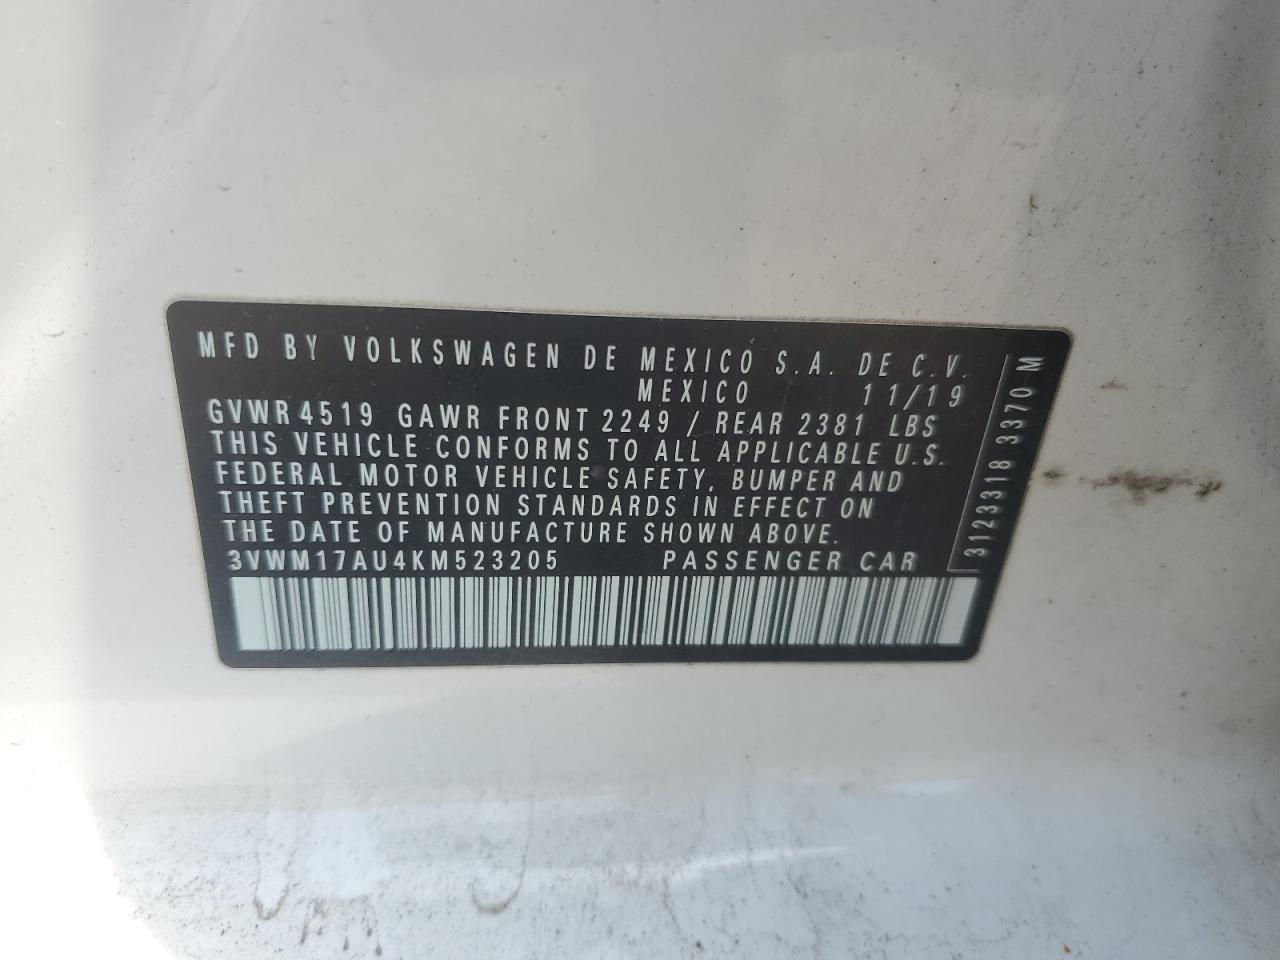 MFD BY VOLKSWAGEN DE MEXICO S.A. DE C.V.
MEXICO 11/19
GVWR 4519 GAWR FRONT 2249 / REAR 2381 LBS
THIS VEHICLE CONFORMS TO ALL APPLICABLE U.S.
FEDERAL MOTOR VEHICLE SAFETY, BUMPER AND
THEFT PREVENTION STANDARDS IN EFFECT ON
THE DATE OF MANUFACTURE SHOWN ABOVE.
3VWM17AU4KM523205 PASSENGER CAR
3123318 3370 M